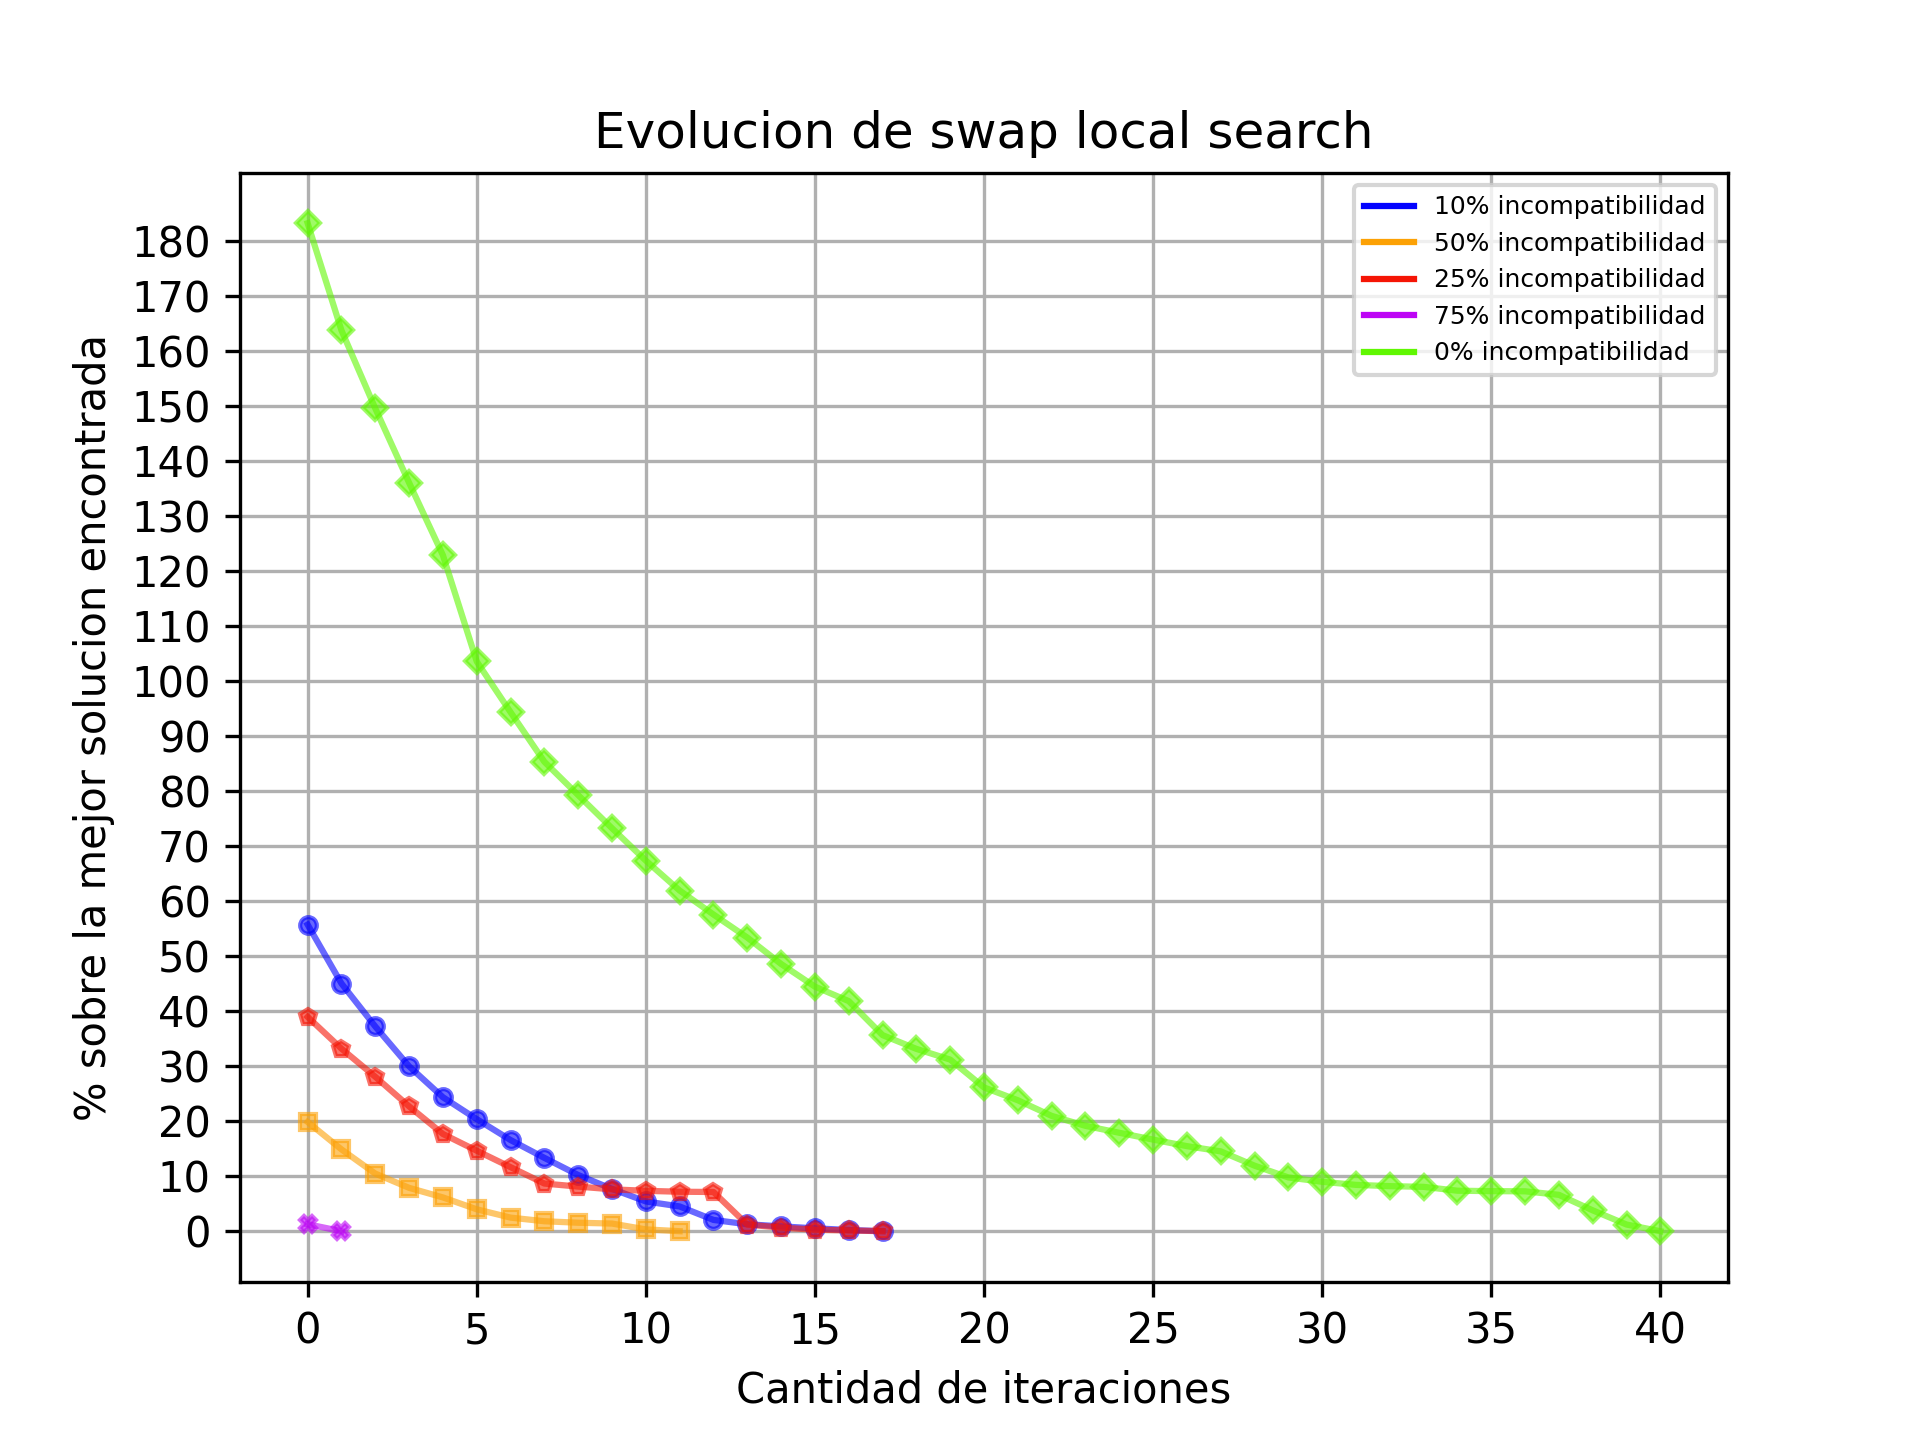 Evolucion de swap local search
10% incompatibilidad
50% incompatibilidad
25% incompatibilidad
75% incompatibilidad
0% incompatibilidad
% sobre la mejor solucion encontrada
180
170
160
150
140
130
120
110
100
90
80
70
60
50
40
30
20
10
0
0 5 10 15 20 25 30 35 40
Cantidad de iteraciones